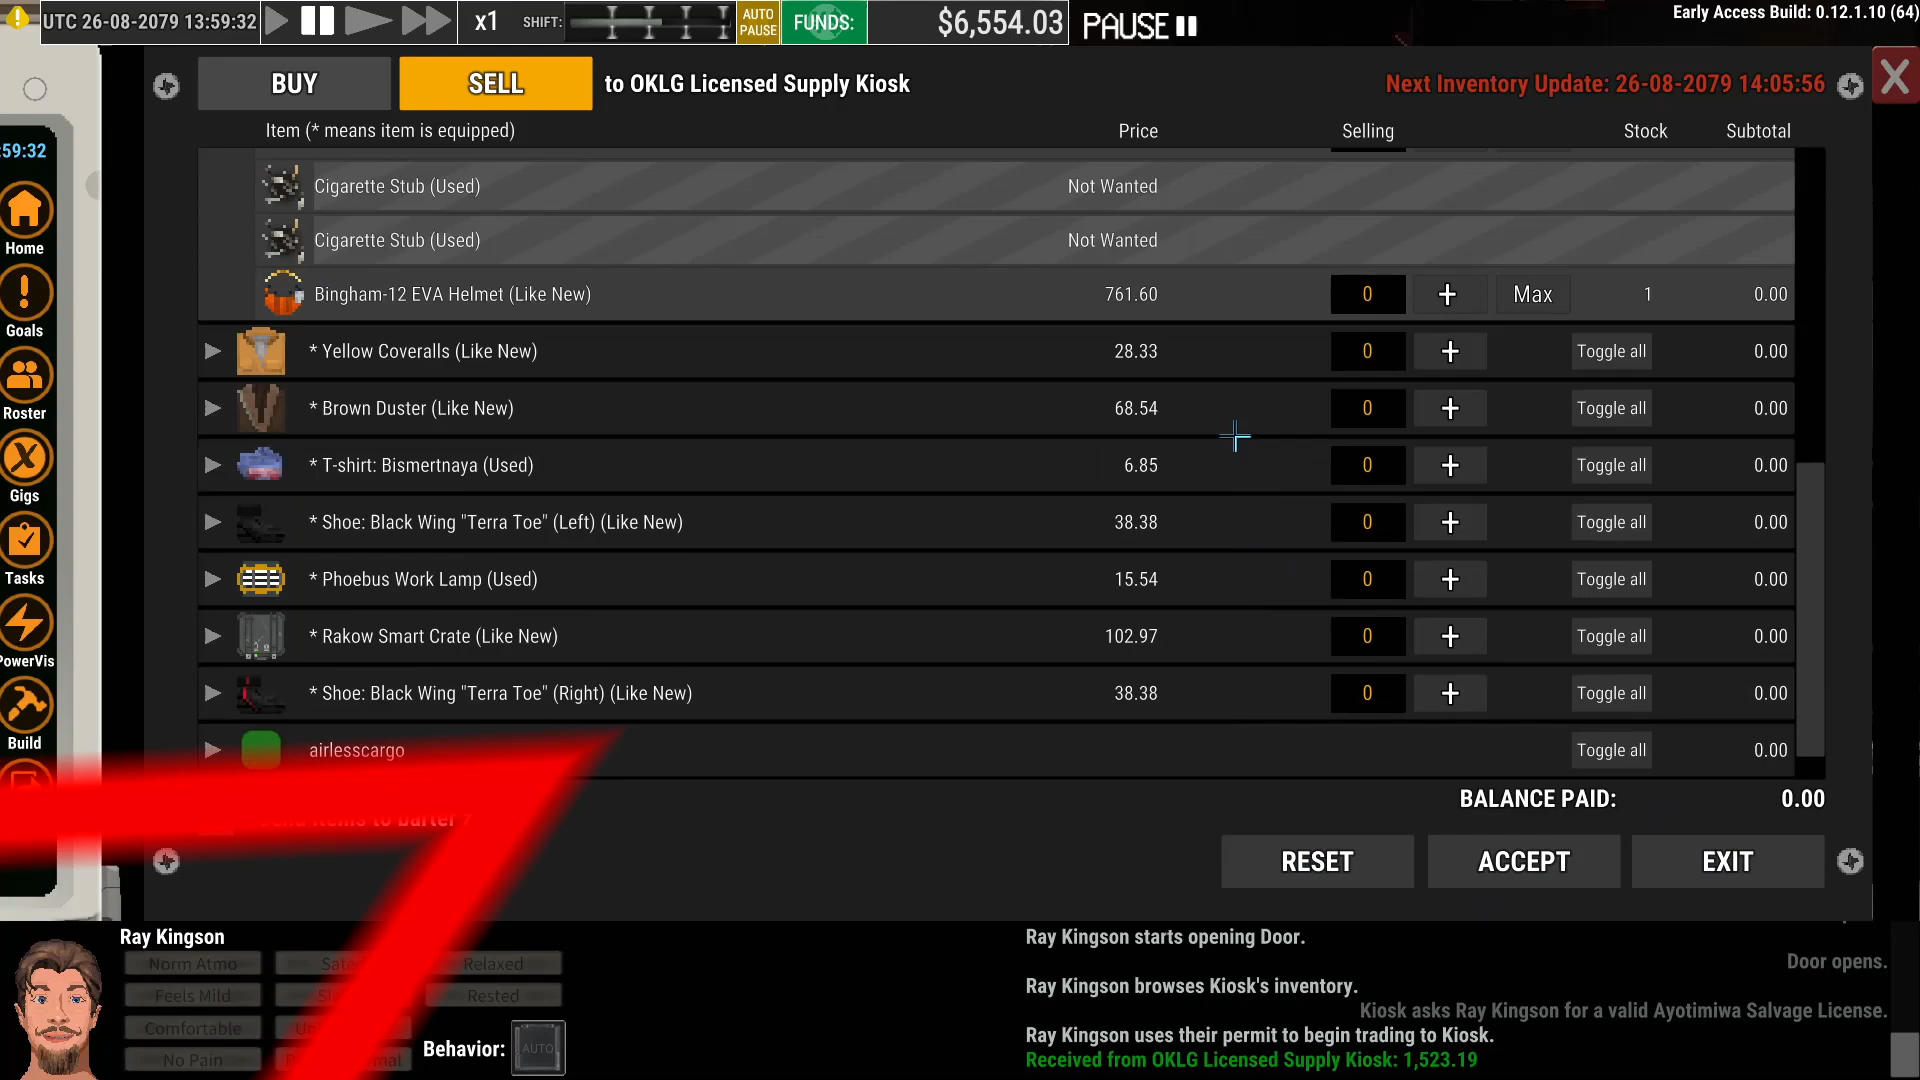 UTC 26-08-2079 13:59:32
x1
SHIFT:
AUTO PAUSE
FUNDS:
$6,554.03
PAUSE
Early Access Build: 0.12.1.10 (64)
BUY
SELL
to OKLG Licensed Supply Kiosk
Next Inventory Update: 26-08-2079 14:05:56
X
Item (* means item is equipped)
Price
Selling
Stock
Subtotal
:59:32
Home
Goals
Roster
Gigs
Tasks
PowerVis
Build
Cigarette Stub (Used) Not Wanted
Cigarette Stub (Used) Not Wanted
Bingham-12 EVA Helmet (Like New) 761.60 0 + Max 1 0.00
* Yellow Coveralls (Like New) 28.33 0 + Toggle all 0.00
* Brown Duster (Like New) 68.54 0 + Toggle all 0.00
* T-shirt: Bismertnaya (Used) 6.85 0 + Toggle all 0.00
* Shoe: Black Wing "Terra Toe" (Left) (Like New) 38.38 0 + Toggle all 0.00
* Phoebus Work Lamp (Used) 15.54 0 + Toggle all 0.00
* Rakow Smart Crate (Like New) 102.97 0 + Toggle all 0.00
* Shoe: Black Wing "Terra Toe" (Right) (Like New) 38.38 0 + Toggle all 0.00
airlesscargo Toggle all 0.00
items to barter
BALANCE PAID: 0.00
RESET
ACCEPT
EXIT
Ray Kingson
Norm Atmo
Relaxed
Feels Mild
Rested
Comfortable
No Pain
Behavior:
AUTO
Ray Kingson starts opening Door.
Door opens.
Ray Kingson browses Kiosk's inventory.
Kiosk asks Ray Kingson for a valid Ayotimiwa Salvage License.
Ray Kingson uses their permit to begin trading to Kiosk.
Received from OKLG Licensed Supply Kiosk: 1,523.19